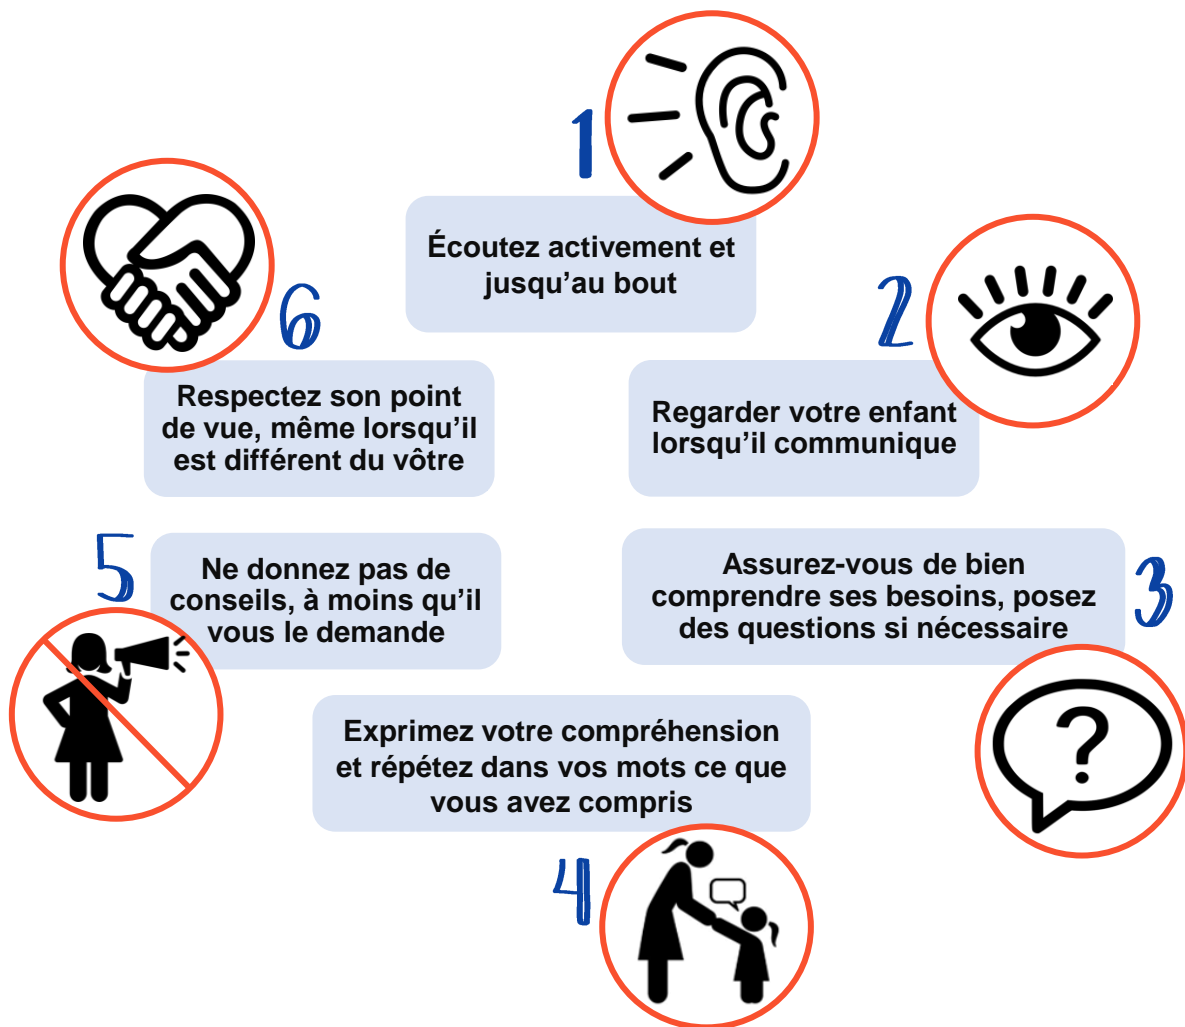 1
Écoutez activement et
jusqu’au bout
2
Regarder votre enfant
lorsqu’il communique
3
Assurez-vous de bien
comprendre ses besoins, posez
des questions si nécessaire
?
4
Exprimez votre compréhension
et répétez dans vos mots ce que
vous avez compris
5
Ne donnez pas de
conseils, à moins qu’il
vous le demande
6
Respectez son point
de vue, même lorsqu’il
est différent du vôtre